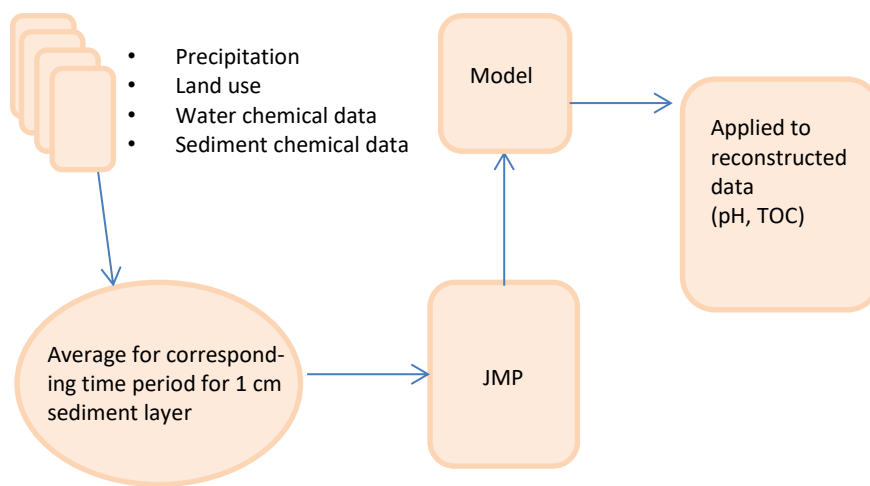 • Precipitation
• Land use
• Water chemical data
• Sediment chemical data
Model
Applied to
reconstructed
data
(pH, TOC)
Average for correspond-
ing time period for 1 cm
sediment layer
JMP